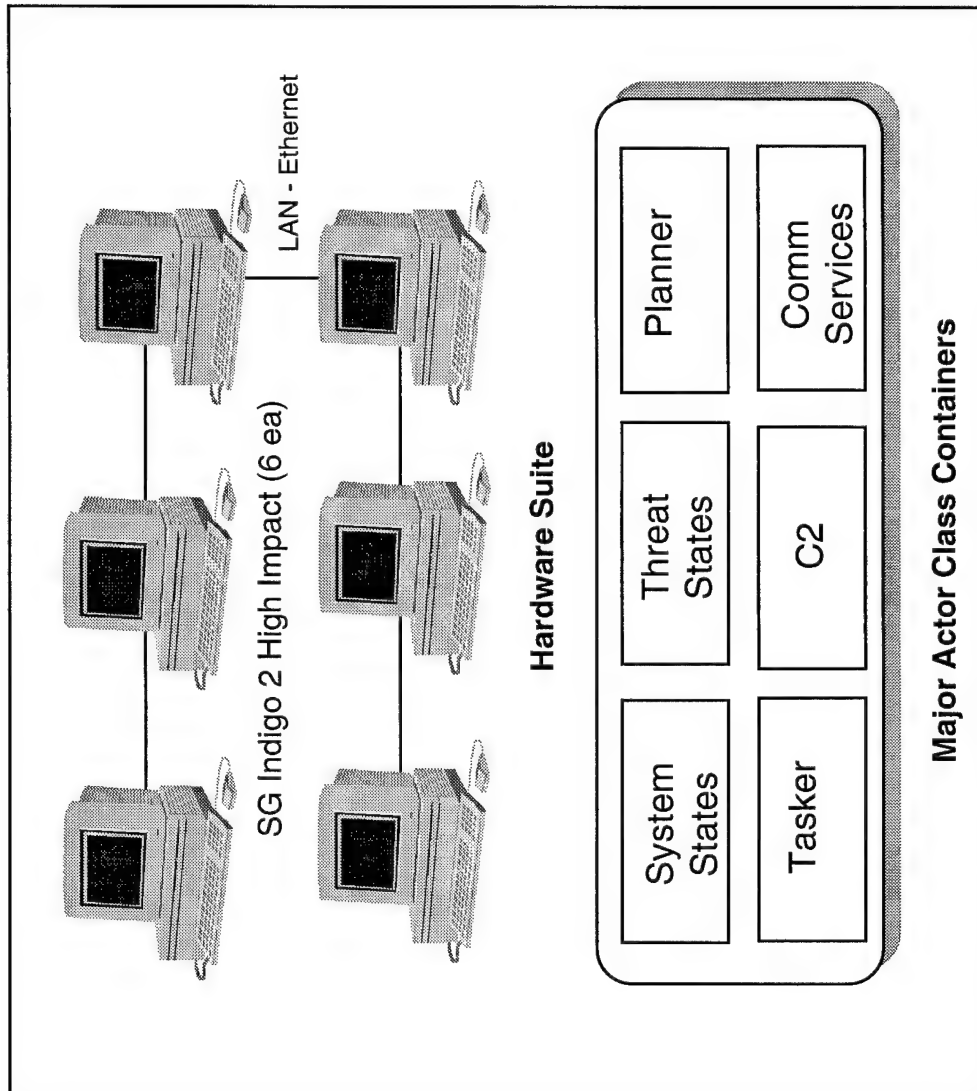 LAN - Ethernet
SG Indigo 2 High Impact (6 ea)
Hardware Suite
System
States
Threat
States
Planner
Tasker
C2
Comm
Services
Major Actor Class Containers